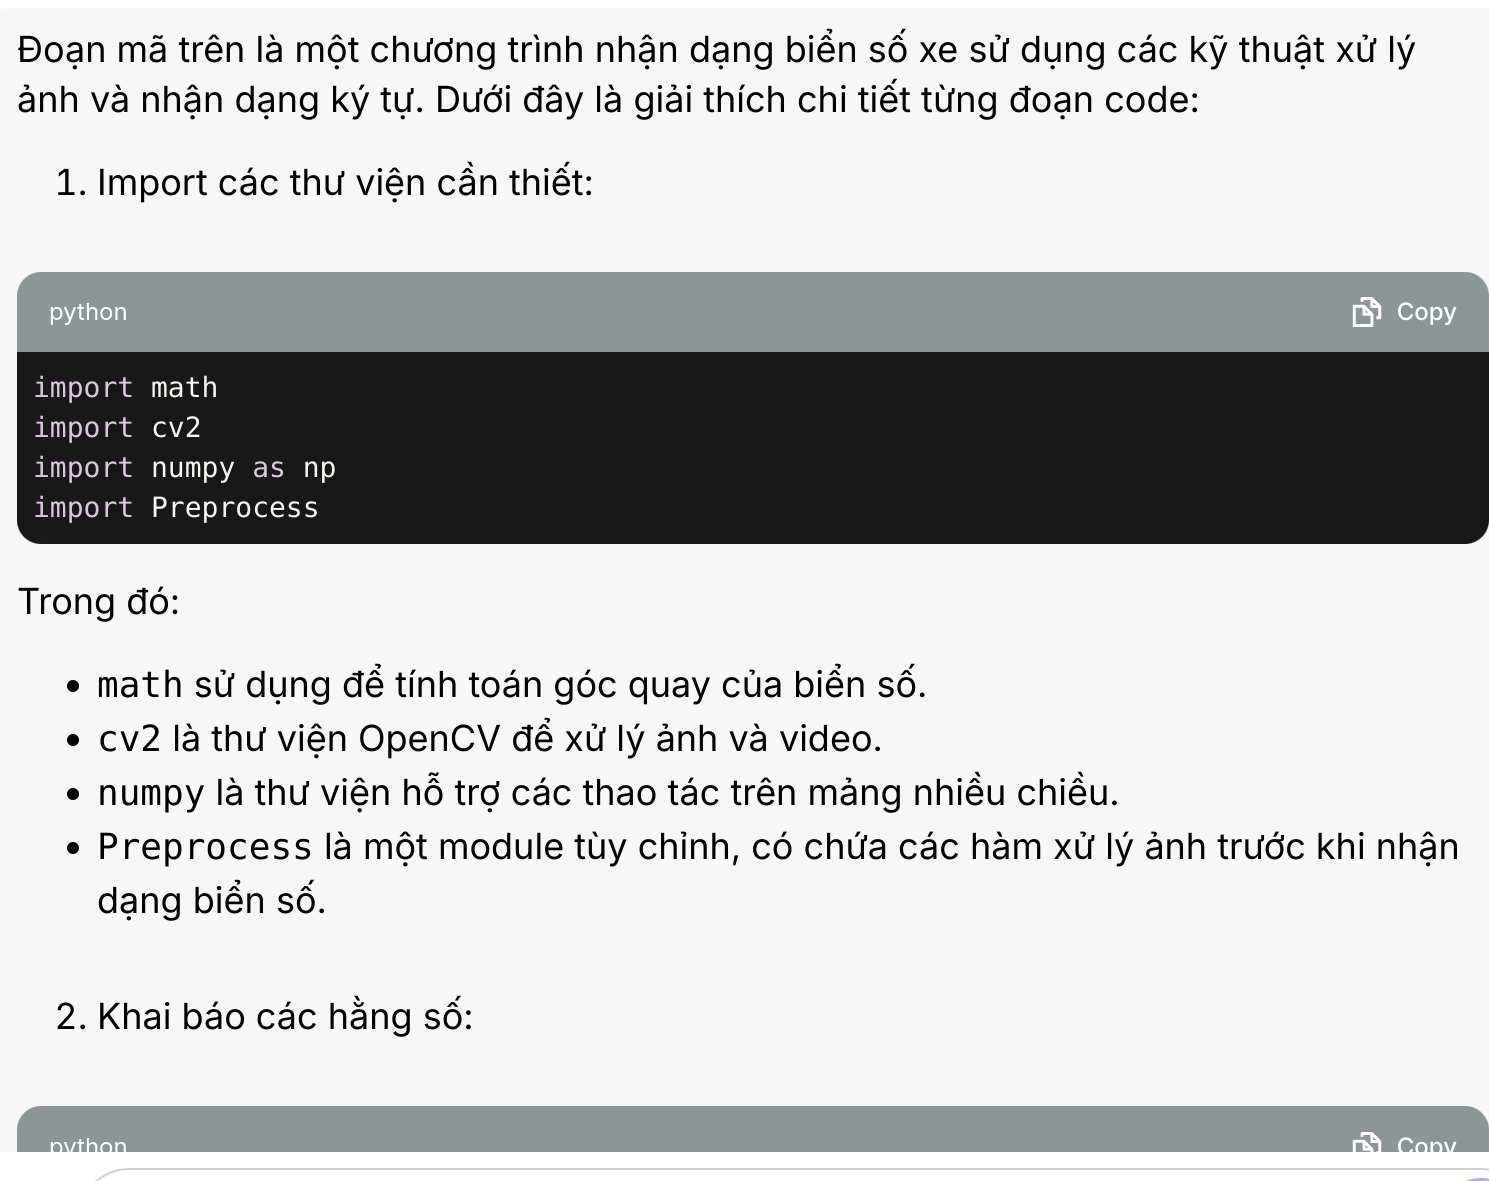 Đoạn mã trên là một chương trình nhận dạng biển số xe sử dụng các kỹ thuật xử lý
ảnh và nhận dạng ký tự. Dưới đây là giải thích chi tiết từng đoạn code:
1. Import các thư viện cần thiết:
python Copy
import math
import cv2
import numpy as np
import Preprocess
Trong đó:
• math sử dụng để tính toán góc quay của biển số.
• cv2 là thư viện OpenCV để xử lý ảnh và video.
• numpy là thư viện hỗ trợ các thao tác trên mảng nhiều chiều.
• Preprocess là một module tùy chỉnh, có chứa các hàm xử lý ảnh trước khi nhận
dạng biển số.
2. Khai báo các hằng số:
python Copy